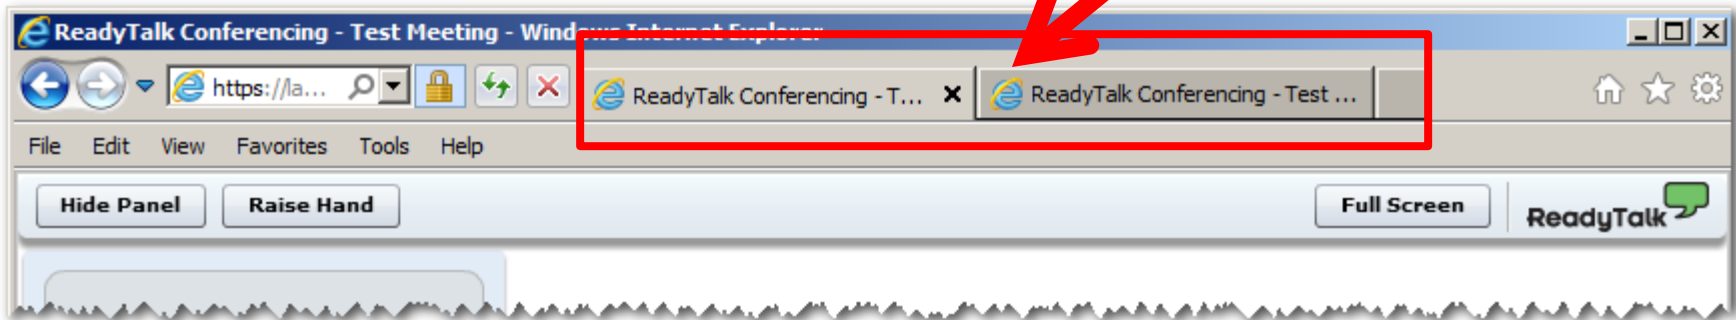 ReadyTalk Conferencing - Test Meeting - Windows Internet Explorer
https://la...
ReadyTalk Conferencing - T...
ReadyTalk Conferencing - Test ...
File Edit View Favorites Tools Help
Hide Panel Raise Hand Full Screen ReadyTalk